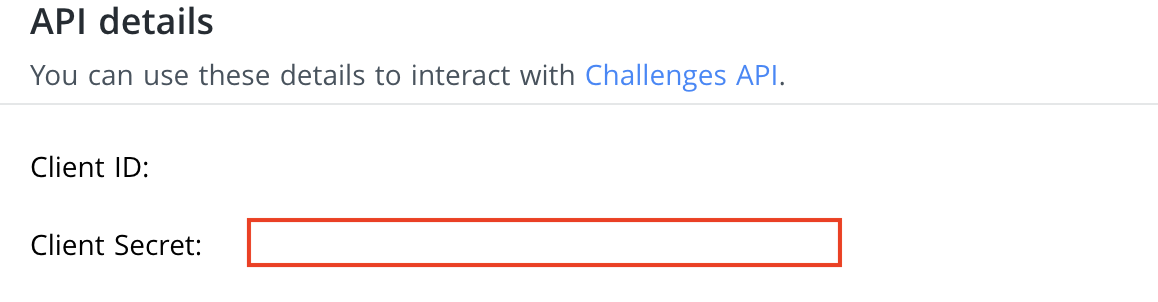 API details
You can use these details to interact with Challenges API.
Client ID:
Client Secret: